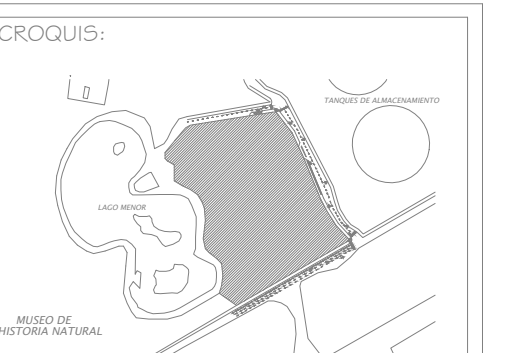 CROQUIS:
TANQUES DE ALMACENAMIENTO
LAGO MENOR
MUSEO DE
HISTORIA NATURAL